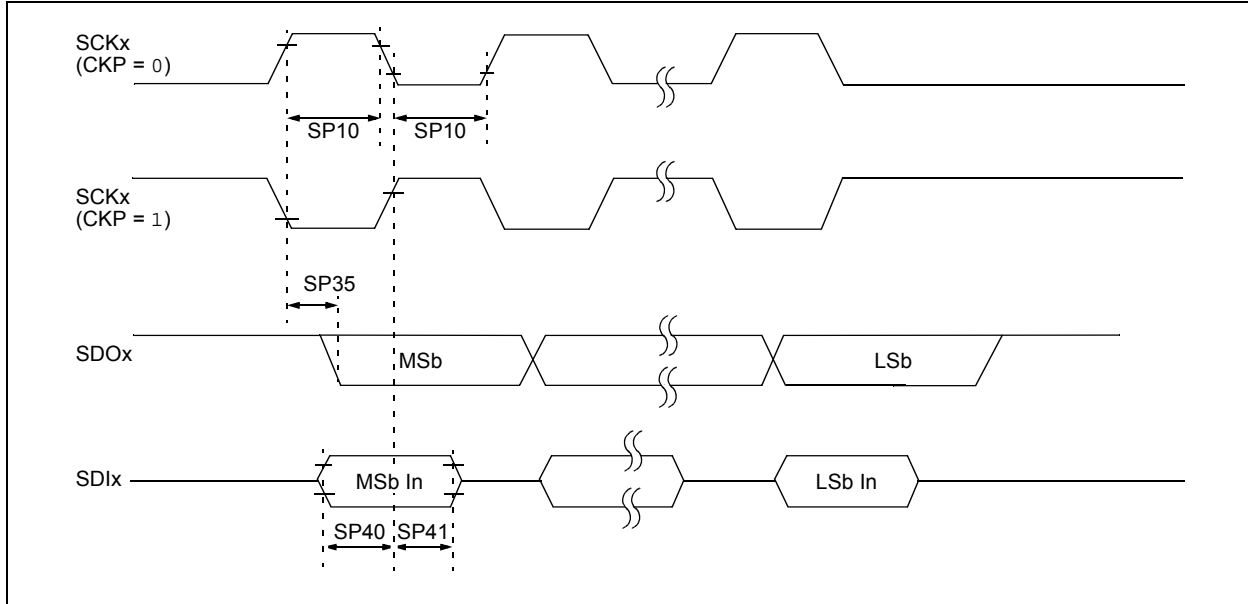 SCKx
(CKP = 0)
SP10
SP10
SCKx
(CKP = 1)
SP35
SDOx
MSb
LSb
SDIx
MSb In
LSb In
SP40
SP41